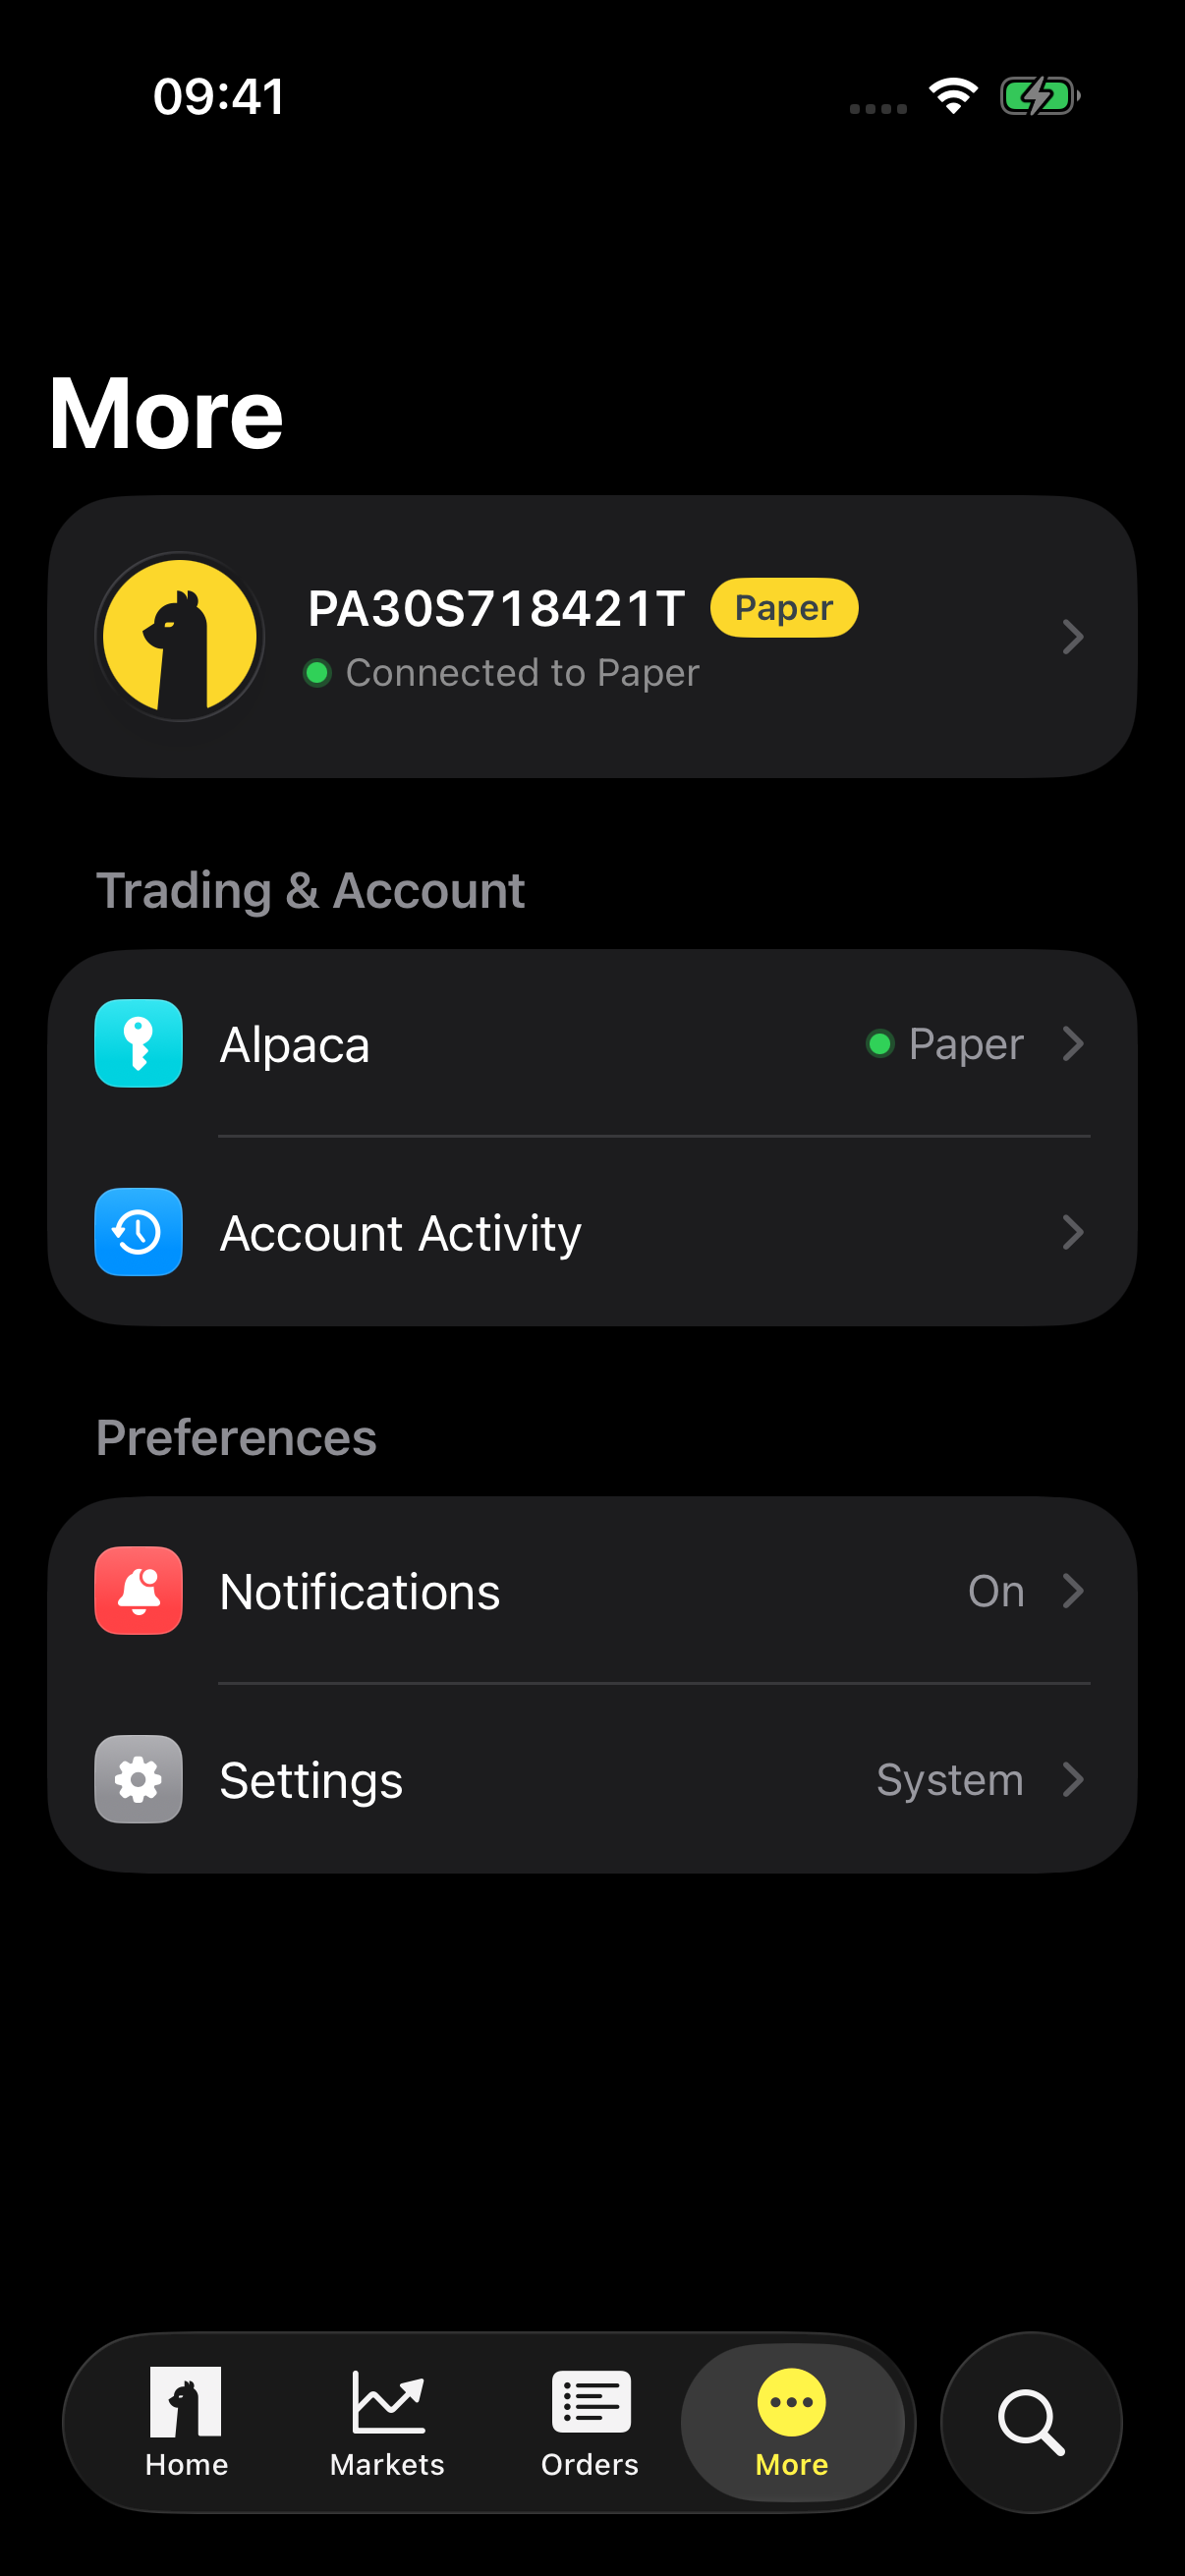 09:41
More
PA30S718421T Paper
Connected to Paper
Trading & Account
Alpaca Paper
Account Activity
Preferences
Notifications On
Settings System
Home Markets Orders More